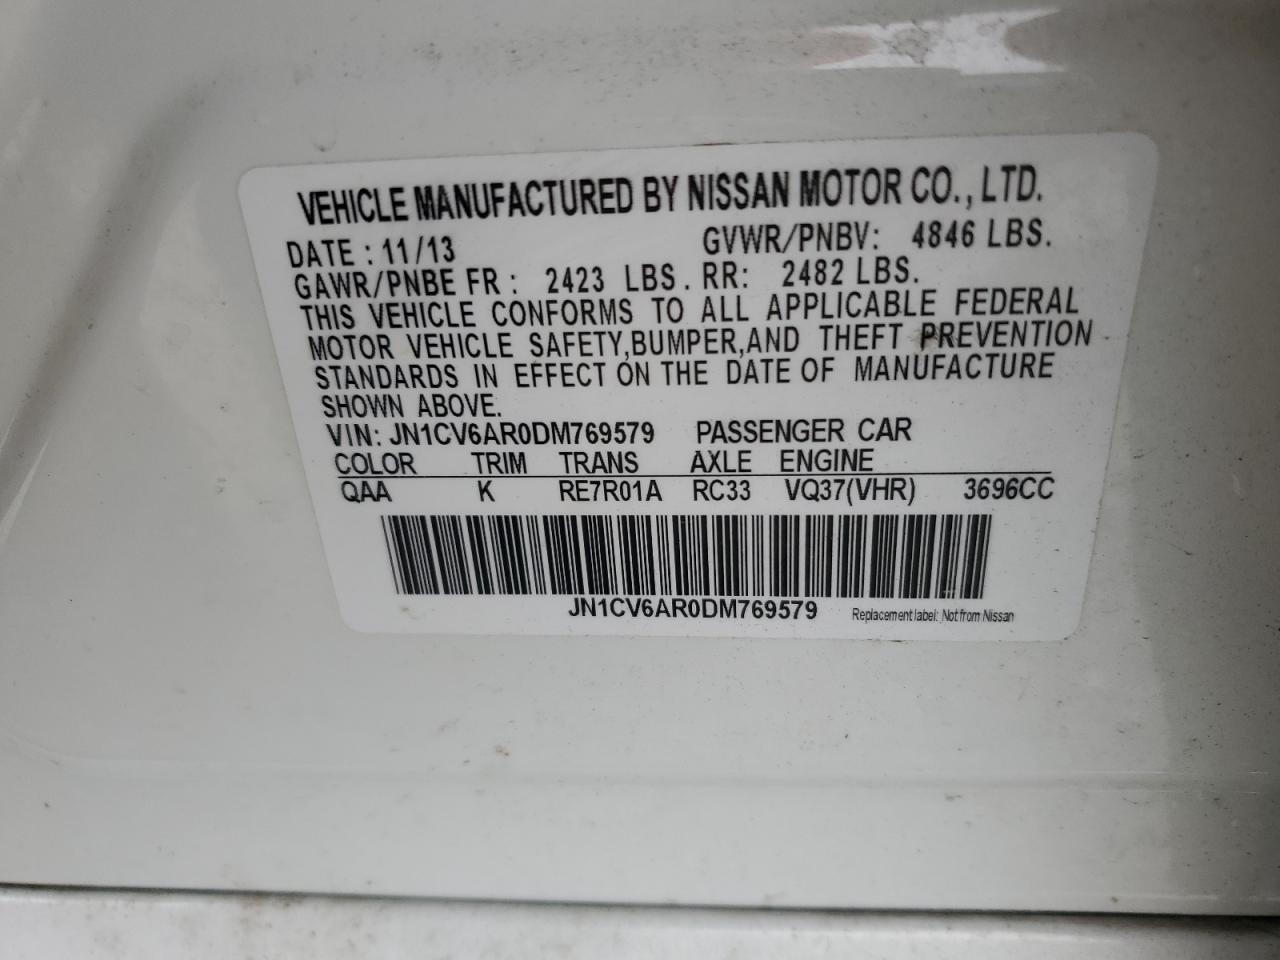 VEHICLE MANUFACTURED BY NISSAN MOTOR CO., LTD.
DATE : 11/13 GVWR/PNBV: 4846 LBS.
GAWR/PNBE FR : 2423 LBS. RR: 2482 LBS.
THIS VEHICLE CONFORMS TO ALL APPLICABLE FEDERAL
MOTOR VEHICLE SAFETY,BUMPER,AND THEFT PREVENTION
STANDARDS IN EFFECT ON THE DATE OF MANUFACTURE
SHOWN ABOVE.
VIN: JN1CV6AR0DM769579 PASSENGER CAR
COLOR TRIM TRANS AXLE ENGINE
QAA K RE7R01A RC33 VQ37(VHR) 3696CC
JN1CV6AR0DM769579 Replacement label: Not from Nissan